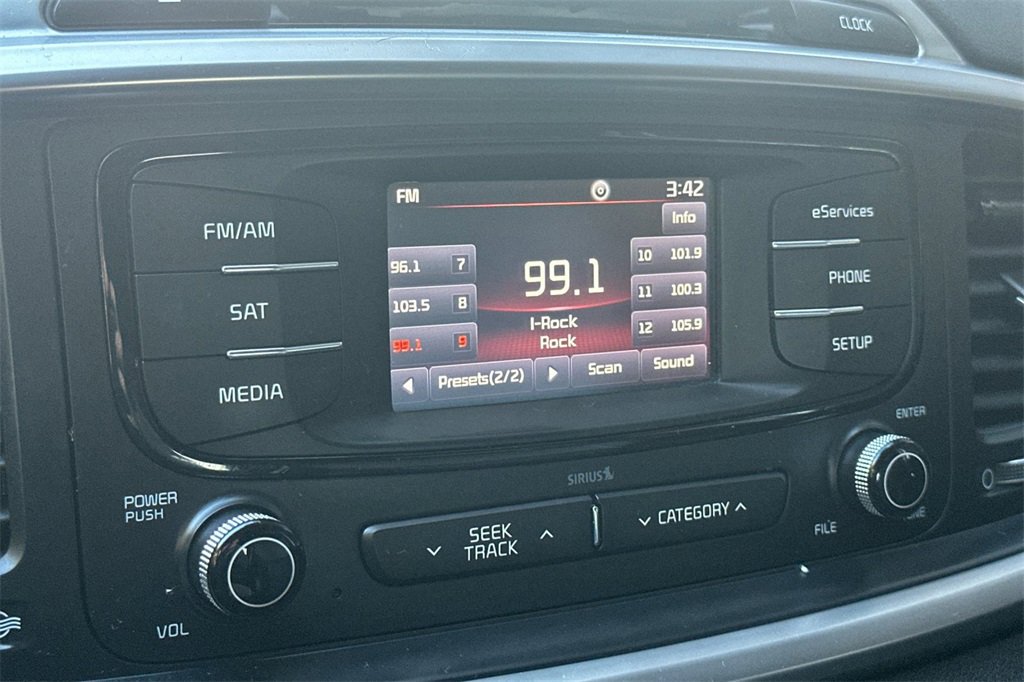 CLOCK
FM
3:42
Info
96.1 7
103.5 8
99.1 9
99.1
I-Rock
Rock
10 101.9
11 100.3
12 105.9
Presets(2/2)
Scan
Sound
FM/AM
SAT
MEDIA
eServices
PHONE
SETUP
SIRIUS
POWER
PUSH
VOL
SEEK
TRACK
CATEGORY
ENTER
FILE
TUNE